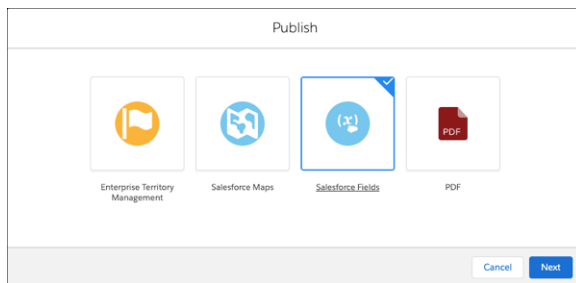 Publish
(x)
PDF
Enterprise Territory
Management
Salesforce Maps
Salesforce Fields
PDF
Cancel
Next